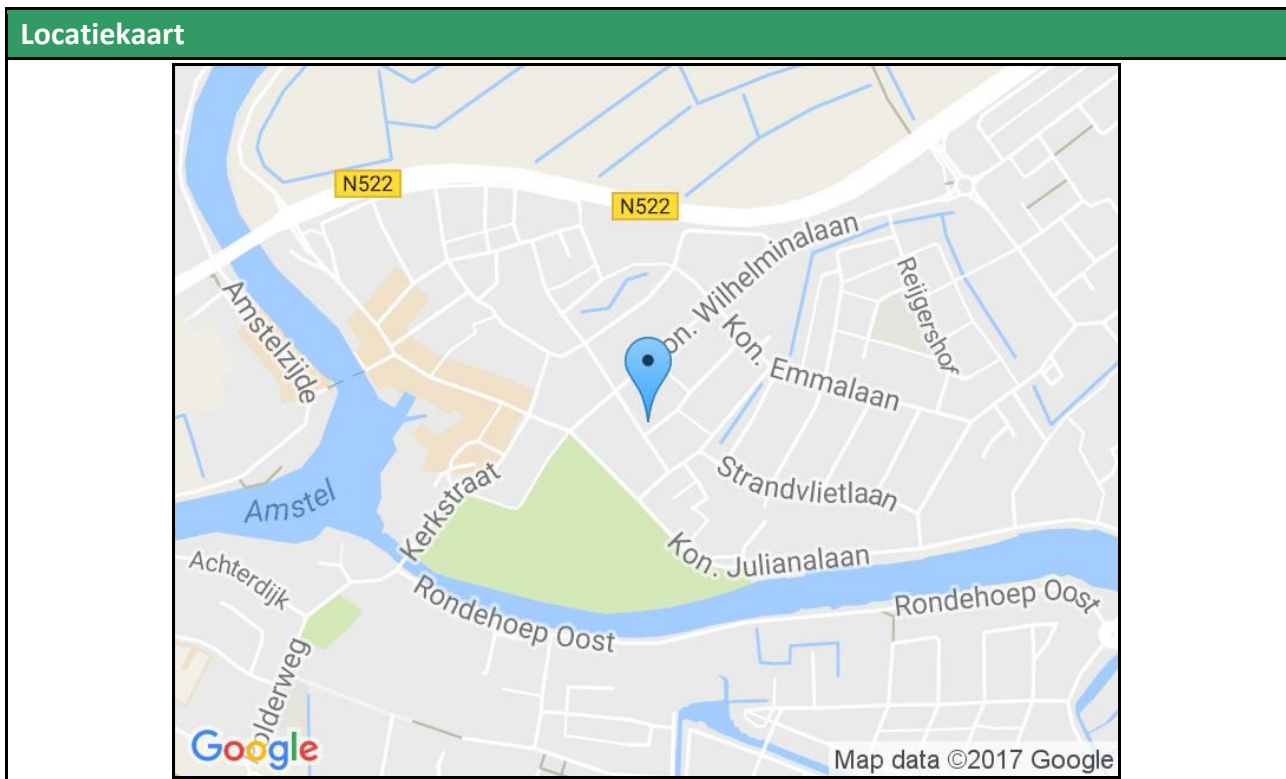 Locatiekaart
N522
N522
Kon. Wilhelminalaan
Reijgershof
Amstelzijde
Kon. Emmalaan
Strandvlietlaan
Kerkstraat
Amstel
Kon. Julianalaan
Achterdijk
Rondehoep Oost
Rondehoep Oost
olderweg
Google
Map data ©2017 Google